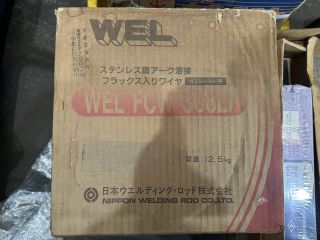 WEL
ステンレス鋼アーク溶接
フラックス入りワイヤ
WEL FCW 308LT
質量:12.5kg
日本ウエルディング・ロッド株式会社
NIPPON WELDING ROD CO.,LTD.